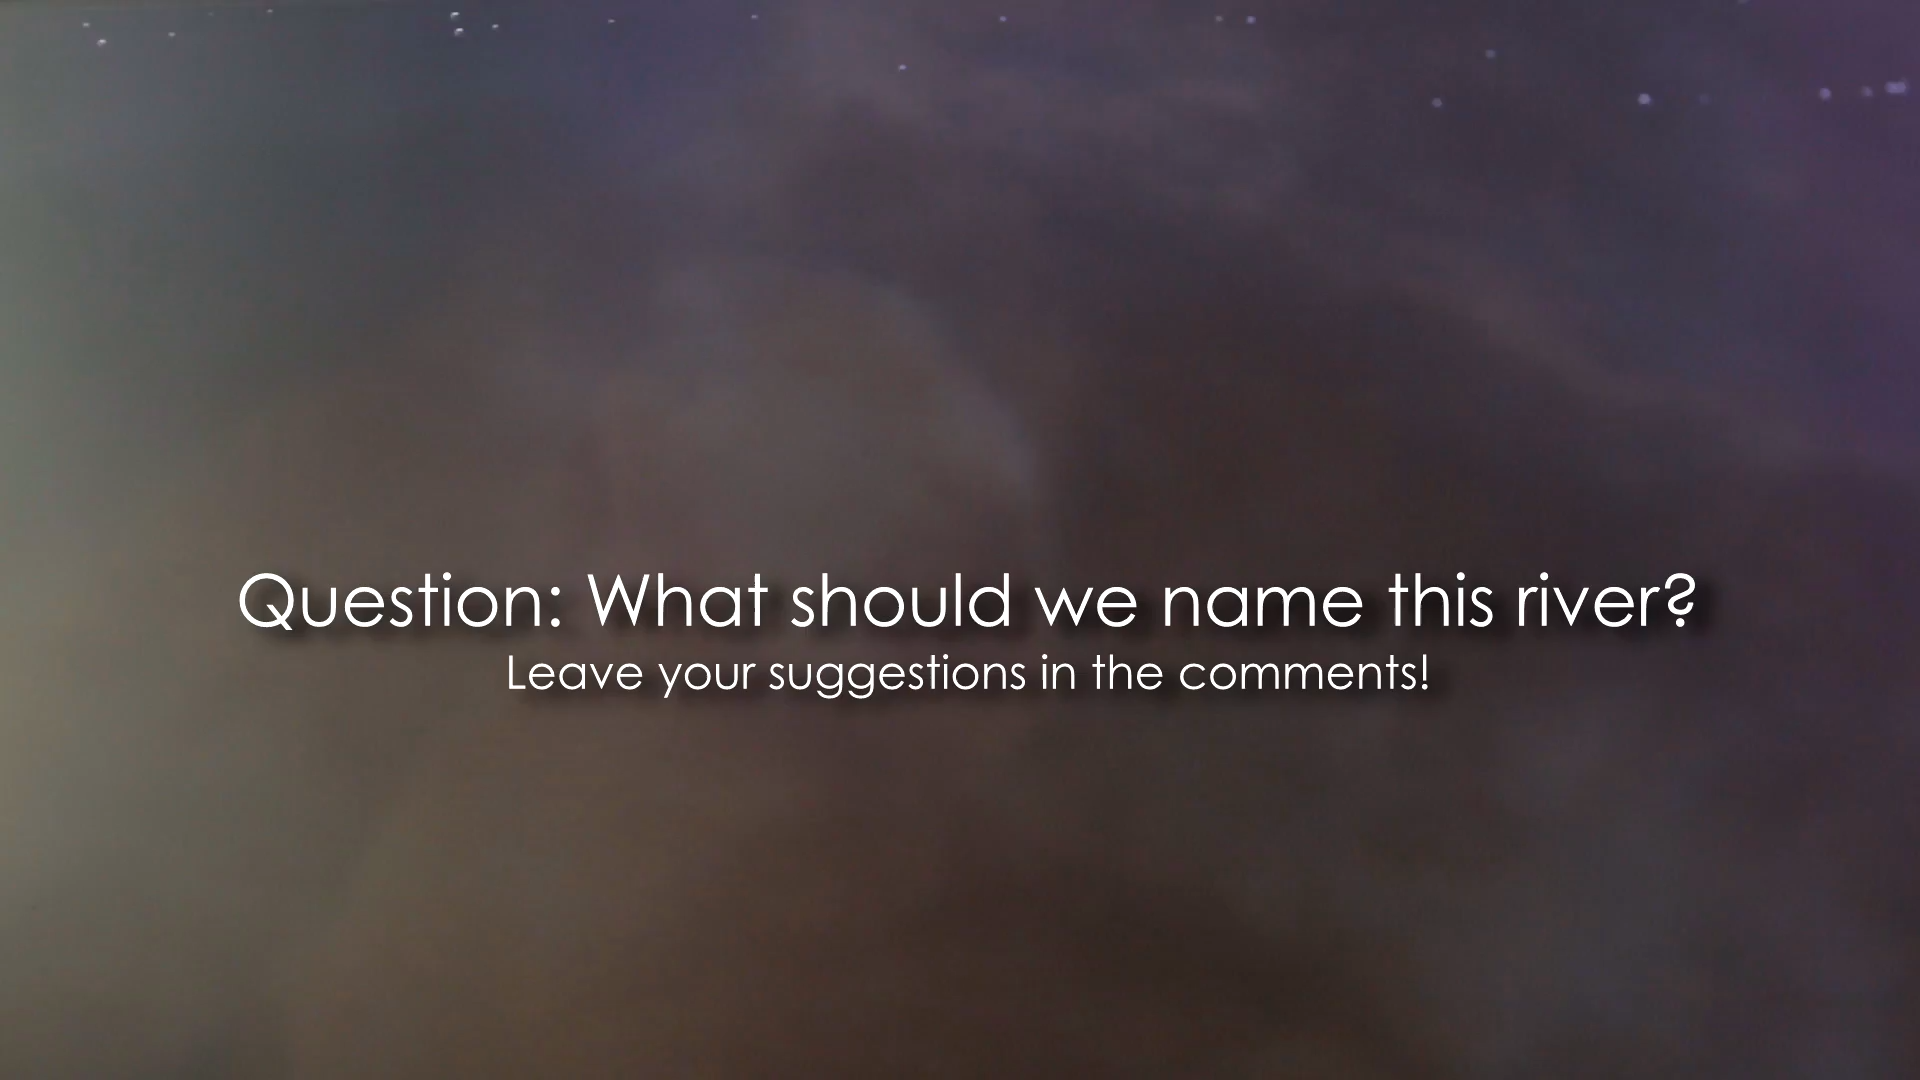 Question: What should we name this river?
Leave your suggestions in the comments!